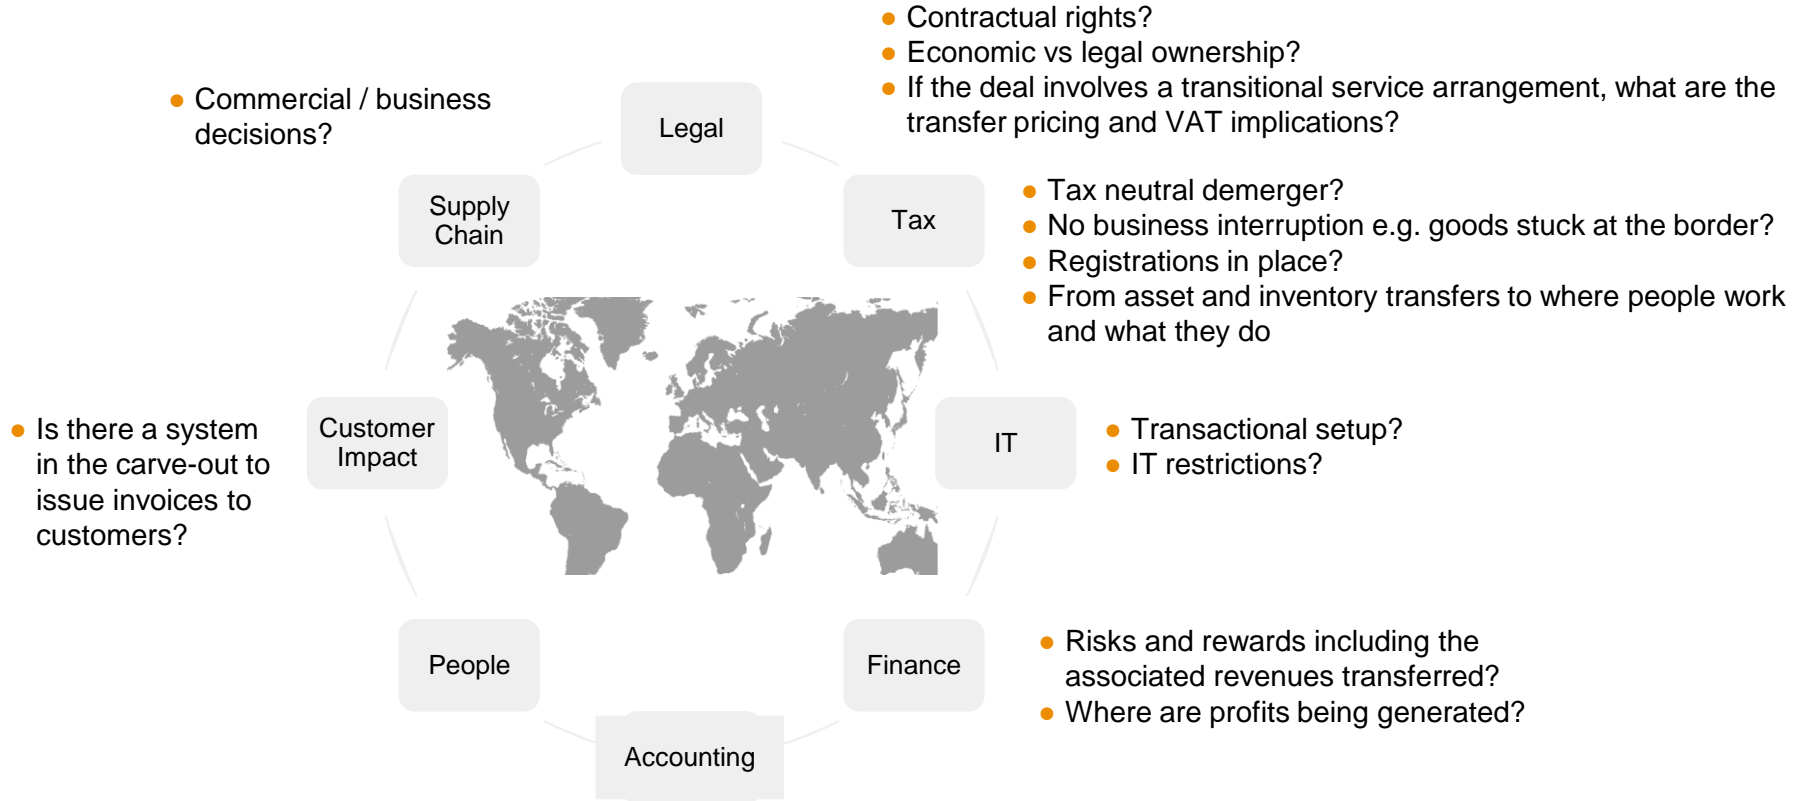 ● Contractual rights?
● Economic vs legal ownership?
● If the deal involves a transitional service arrangement, what are the
transfer pricing and VAT implications?
● Commercial / business
decisions?
Legal
Supply
Chain
Tax
● Tax neutral demerger?
● No business interruption e.g. goods stuck at the border?
● Registrations in place?
● From asset and inventory transfers to where people work
and what they do
● Is there a system
in the carve-out to
issue invoices to
customers?
Customer
Impact
IT
● Transactional setup?
● IT restrictions?
People
Finance
● Risks and rewards including the
associated revenues transferred?
● Where are profits being generated?
Accounting